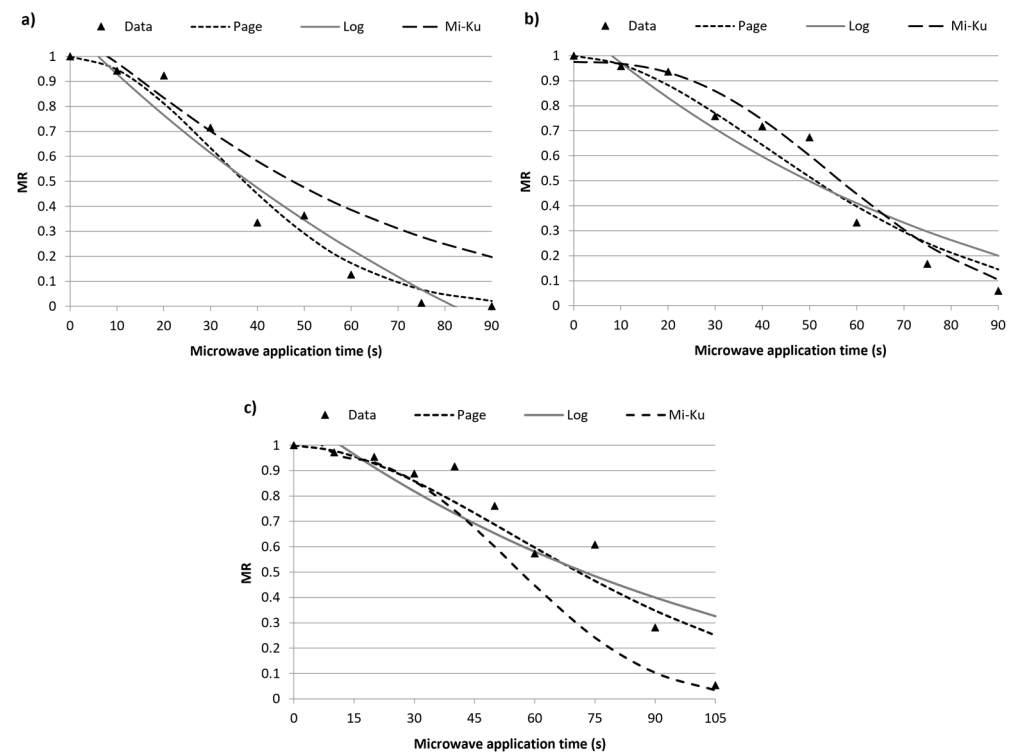 a)
Data Page Log Mi-Ku
1
0.9
0.8
0.7
0.6
0.5
0.4
0.3
0.2
0.1
0
MR
0 10 20 30 40 50 60 70 80 90
Microwave application time (s)
b)
Data Page Log Mi-Ku
1
0.9
0.8
0.7
0.6
0.5
0.4
0.3
0.2
0.1
0
MR
0 10 20 30 40 50 60 70 80 90
Microwave application time (s)
c)
Data Page Log Mi-Ku
1
0.9
0.8
0.7
0.6
0.5
0.4
0.3
0.2
0.1
0
MR
0 15 30 45 60 75 90 105
Microwave application time (s)